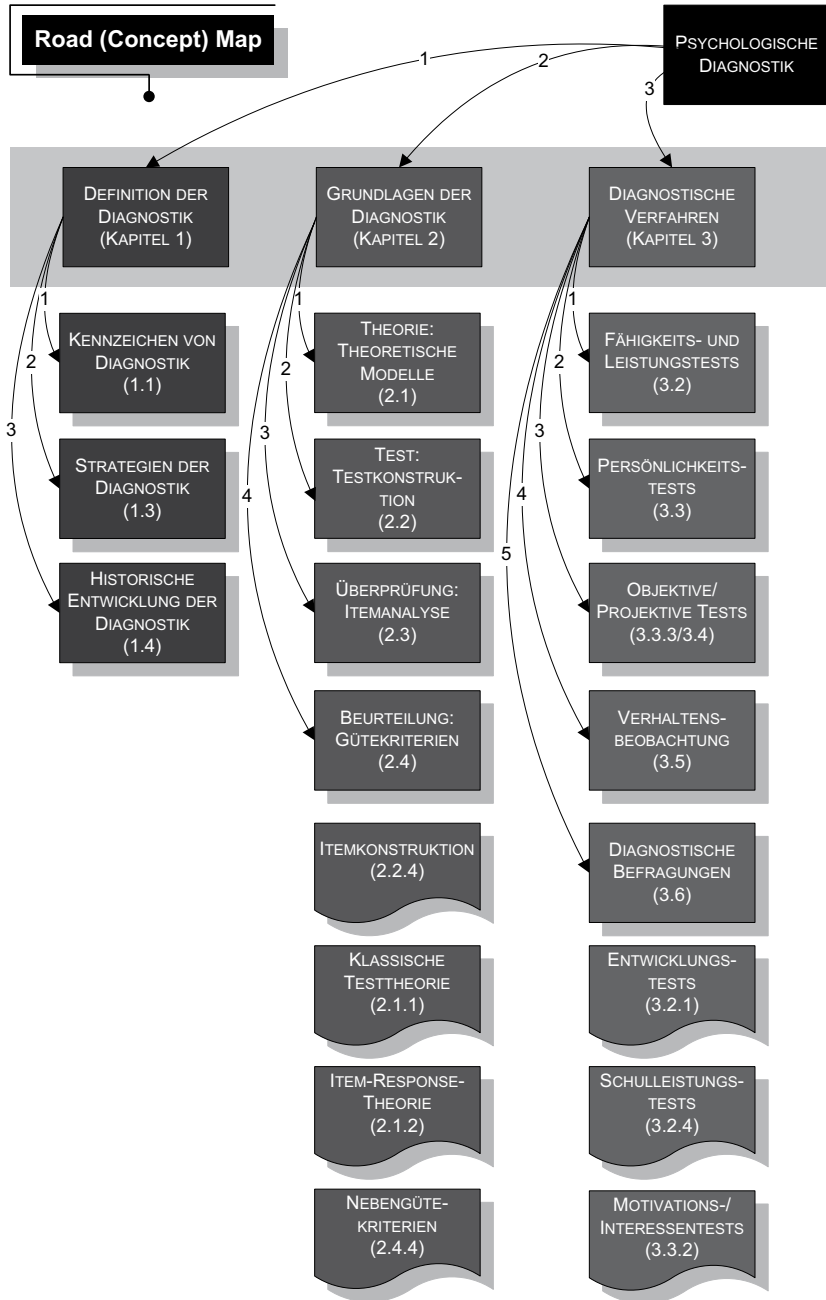 Road (Concept) Map
PSYCHOLOGISCHE
DIAGNOSTIK
1
2
3
DEFINITION DER
DIAGNOSTIK
(KAPITEL 1)
GRUNDLAGEN DER
DIAGNOSTIK
(KAPITEL 2)
DIAGNOSTISCHE
VERFAHREN
(KAPITEL 3)
1
2
3
KENNZEICHEN VON
DIAGNOSTIK
(1.1)
STRATEGIEN DER
DIAGNOSTIK
(1.3)
HISTORISCHE
ENTWICKLUNG DER
DIAGNOSTIK
(1.4)
1
2
3
4
THEORIE:
THEORETISCHE
MODELLE
(2.1)
TEST:
TESTKONSTRUK-
TION
(2.2)
ÜBERPRÜFUNG:
ITEMANALYSE
(2.3)
BEURTEILUNG:
GÜTEKRITERIEN
(2.4)
ITEMKONSTRUKTION
(2.2.4)
KLASSISCHE
TESTTHEORIE
(2.1.1)
ITEM-RESPONSE-
THEORIE
(2.1.2)
NEBENGÜTE-
KRITERIEN
(2.4.4)
1
2
3
4
5
FÄHIGKEITS- UND
LEISTUNGSTESTS
(3.2)
PERSÖNLICHKEITS-
TESTS
(3.3)
OBJEKTIVE/
PROJEKTIVE TESTS
(3.3.3/3.4)
VERHALTENS-
BEOBACHTUNG
(3.5)
DIAGNOSTISCHE
BEFRAGUNGEN
(3.6)
ENTWICKLUNGS-
TESTS
(3.2.1)
SCHULLEISTUNGS-
TESTS
(3.2.4)
MOTIVATIONS-/
INTERESSENTESTS
(3.3.2)